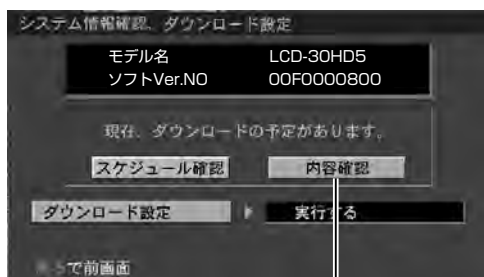 システム情報確認、ダウンロード設定
モデル名 LCD-30HD5
ソフトVer.NO 00F0000800
現在、ダウンロードの予定があります。
スケジュール確認 内容確認
ダウンロード設定 実行する
で前画面